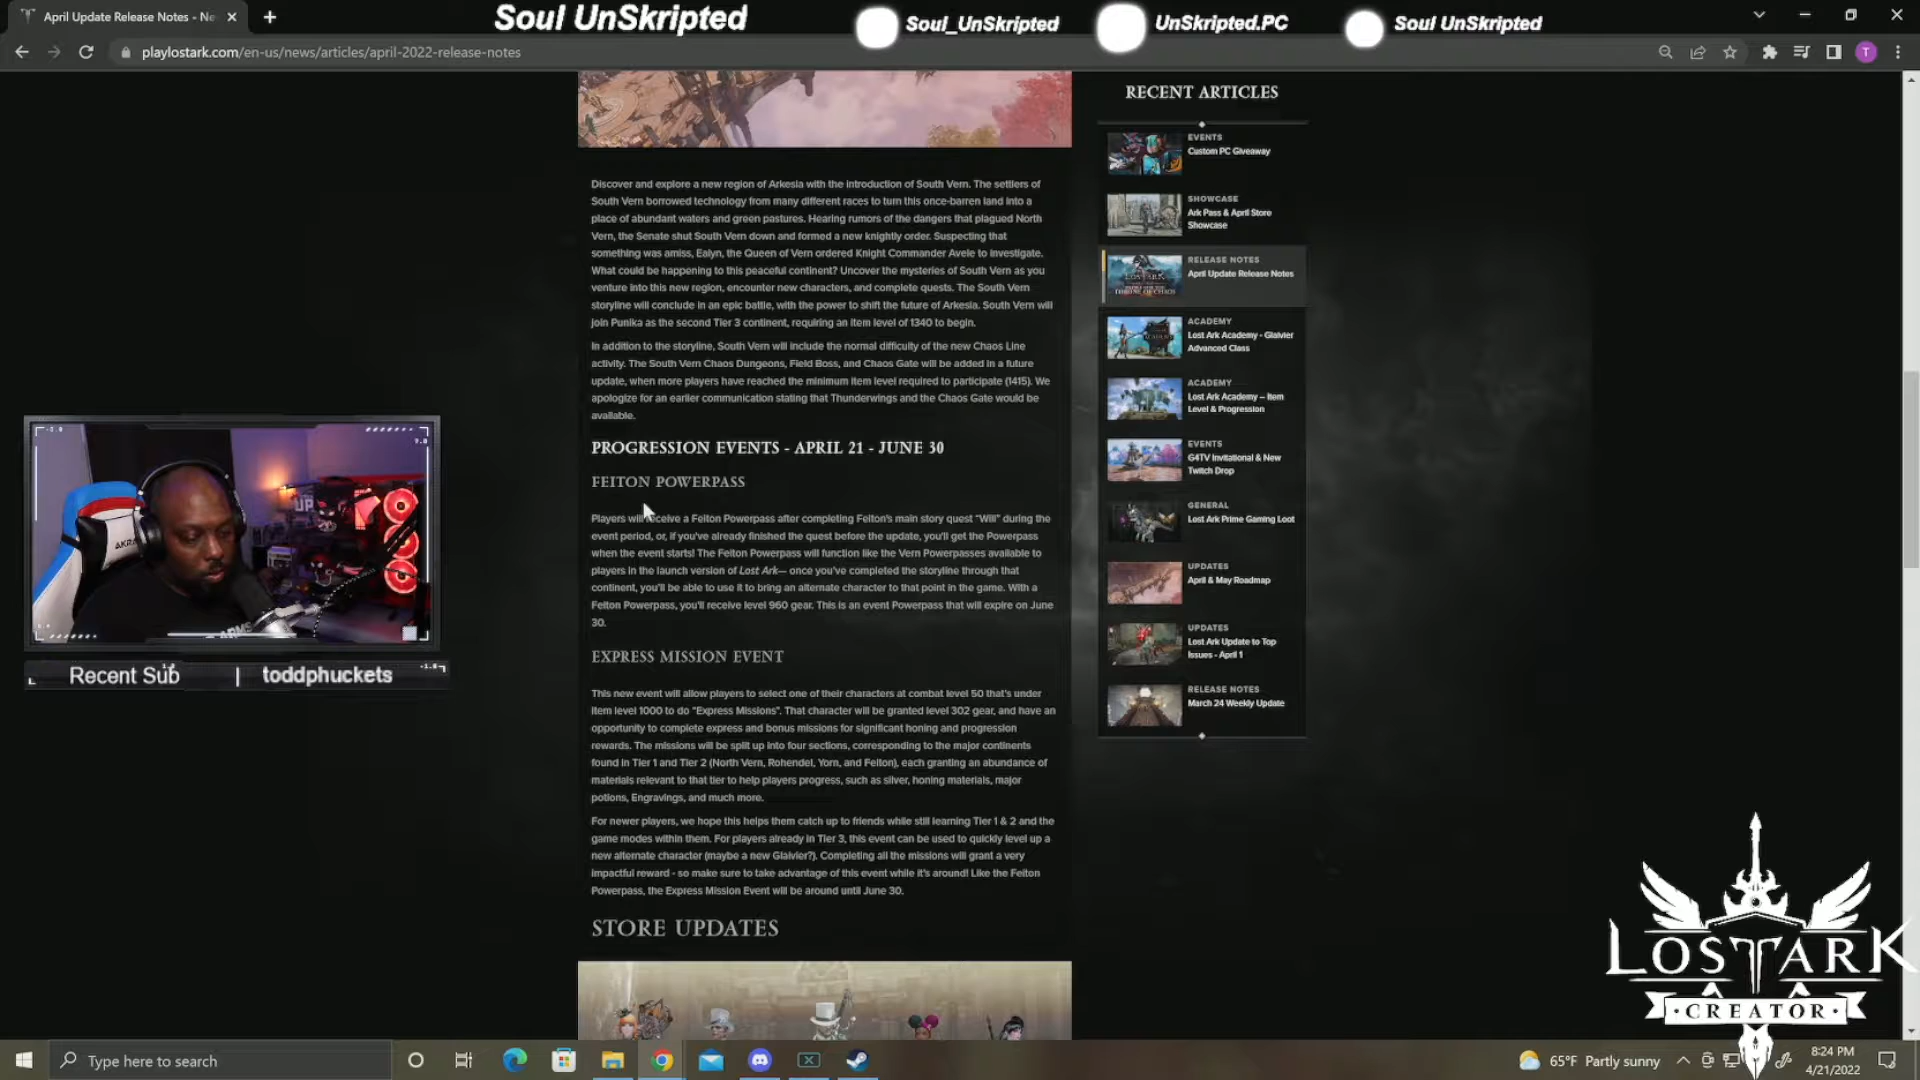 April Update Release Notes - Ne
Soul UnSkripted
Soul_UnSkripted
UnSkripted.PC
Soul UnSkripted
playlostark.com/en-us/news/articles/april-2022-release-notes
T
Discover and explore a new region of Arkesia with the introduction of South Vern. The settlers of
South Vern borrowed technology from many different races to turn this once-barren land into a
place of abundant waters and green pastures. Hearing rumors of the dangers that plagued North
Vern, the Senate shut South Vern down and formed a new knightly order. Suspecting that
something was amiss, Ealyn, the Queen of Vern ordered Knight Commander Avele to investigate.
What could be happening to this peaceful continent? Uncover the mysteries of South Vern as you
venture into this new region, encounter new characters, and complete quests. The South Vern
storyline will conclude in an epic battle, with the power to shift the future of Arkesia. South Vern will
join Punika as the second Tier 3 continent, requiring an item level of 1340 to begin.
In addition to the storyline, South Vern will include the normal difficulty of the new Chaos Line
activity. The South Vern Chaos Dungeons, Field Boss, and Chaos Gate will be added in a future
update, when more players have reached the minimum item level required to participate (1415). We
apologize for an earlier communication stating that Thunderwings and the Chaos Gate would be
available.
PROGRESSION EVENTS - APRIL 21 - JUNE 30
FEITON POWERPASS
Players will receive a Feiton Powerpass after completing Feiton's main story quest "Will" during the
event period, or, if you've already finished the quest before the update, you'll get the Powerpass
when the event starts! The Feiton Powerpass will function like the Vern Powerpasses available to
players in the launch version of Lost Ark— once you've completed the storyline through that
continent, you'll be able to use it to bring an alternate character to that point in the game. With a
Feiton Powerpass, you'll receive level 960 gear. This is an event Powerpass that will expire on June
30.
EXPRESS MISSION EVENT
This new event will allow players to select one of their characters at combat level 50 that's under
item level 1000 to do "Express Missions". That character will be granted level 302 gear, and have an
opportunity to complete express and bonus missions for significant honing and progression
rewards. The missions will be split up into four sections, corresponding to the major continents
found in Tier 1 and Tier 2 (North Vern, Rohendel, Yorn, and Feiton), each granting an abundance of
materials relevant to that tier to help players progress, such as silver, honing materials, major
potions, Engravings, and much more.
For newer players, we hope this helps them catch up to friends while still learning Tier 1 & 2 and the
game modes within them. For players already in Tier 3, this event can be used to quickly level up a
new alternate character (maybe a new Glaivier?). Completing all the missions will grant a very
impactful reward - so make sure to take advantage of this event while it's around! Like the Feiton
Powerpass, the Express Mission Event will be around until June 30.
STORE UPDATES
RECENT ARTICLES
EVENTS
Custom PC Giveaway
SHOWCASE
Ark Pass & April Store
Showcase
RELEASE NOTES
April Update Release Notes
ACADEMY
Lost Ark Academy - Glaivier
Advanced Class
ACADEMY
Lost Ark Academy – Item
Level & Progression
EVENTS
G4TV Invitational & New
Twitch Drop
GENERAL
Lost Ark Prime Gaming Loot
UPDATES
April & May Roadmap
UPDATES
Lost Ark Update to Top
Issues - April 1
RELEASE NOTES
March 24 Weekly Update
Recent Sub | toddphuckets
LOST ARK
CREATOR
Type here to search
65°F Partly sunny
8:24 PM
4/21/2022